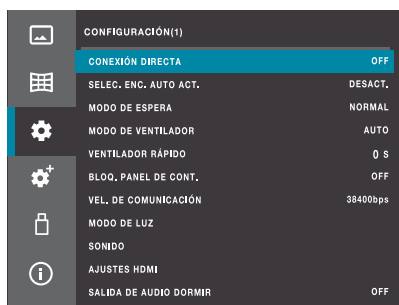 CONFIGURACIÓN(1)
CONEXIÓN DIRECTA OFF
SELEC. ENC. AUTO ACT. DESACT.
MODO DE ESPERA NORMAL
MODO DE VENTILADOR AUTO
VENTILADOR RÁPIDO 0 S
BLOQ. PANEL DE CONT. OFF
VEL. DE COMUNICACIÓN 38400bps
MODO DE LUZ
SONIDO
AJUSTES HDMI
SALIDA DE AUDIO DORMIR OFF